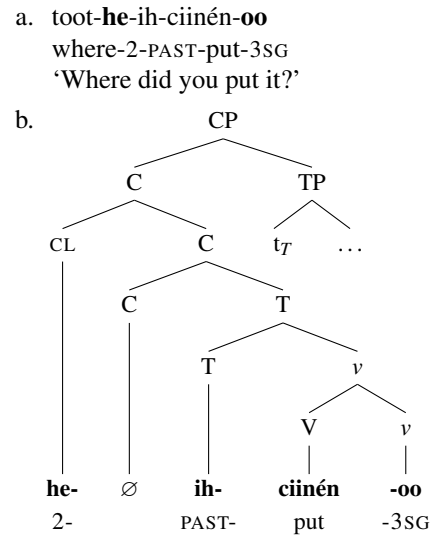 a. toot-he-ih-ciinén-oo
where-2-PAST-put-3SG
‘Where did you put it?’
b. CP
C TP
CL C t_T …
C T
T v
V v
he- ∅ ih- ciinén -oo
2- PAST- put -3SG